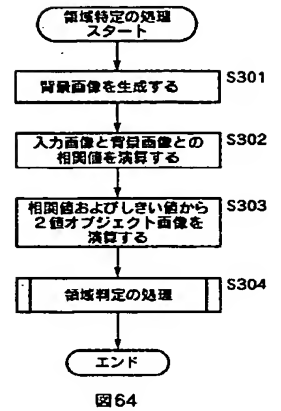 領域特定の処理
スタート
背景画像を生成する
S301
入力画像と背景画像との
相関値を演算する
S302
相関値およびしきい値から
2値オブジェクト画像を
演算する
S303
領域判定の処理
S304
エンド
図64